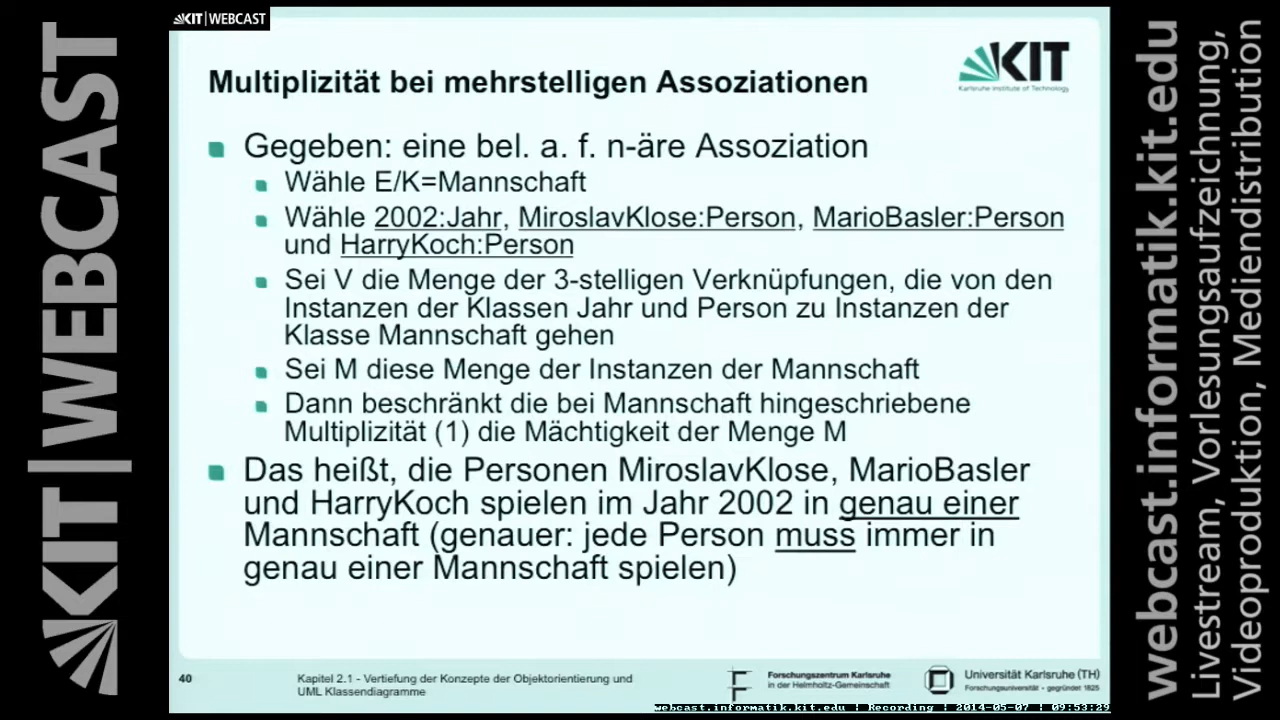 KIT|WEBCAST
KIT|WEBCAST
KIT
Karlsruhe Institute of Technology
Multiplizität bei mehrstelligen Assoziationen
Gegeben: eine bel. a. f. n-äre Assoziation
Wähle E/K=Mannschaft
Wähle 2002:Jahr, MiroslavKlose:Person, MarioBasler:Person
und HarryKoch:Person
Sei V die Menge der 3-stelligen Verknüpfungen, die von den
Instanzen der Klassen Jahr und Person zu Instanzen der
Klasse Mannschaft gehen
Sei M diese Menge der Instanzen der Mannschaft
Dann beschränkt die bei Mannschaft hingeschriebene
Multiplizität (1) die Mächtigkeit der Menge M
Das heißt, die Personen MiroslavKlose, MarioBasler
und HarryKoch spielen im Jahr 2002 in genau einer
Mannschaft (genauer: jede Person muss immer in
genau einer Mannschaft spielen)
40
Kapitel 2.1 - Vertiefung der Konzepte der Objektorientierung und
UML Klassendiagramme
Forschungszentrum Karlsruhe
in der Helmholtz-Gemeinschaft
Universität Karlsruhe (TH)
Forschungsuniversität - gegründet 1825
webcast.informatik.kit.edu | Recording | 2014-05-07 | 09:53:29
webcast.informatik.kit.edu
Livestream, Vorlesungsaufzeichnung,
Videoproduktion, Mediendistribution